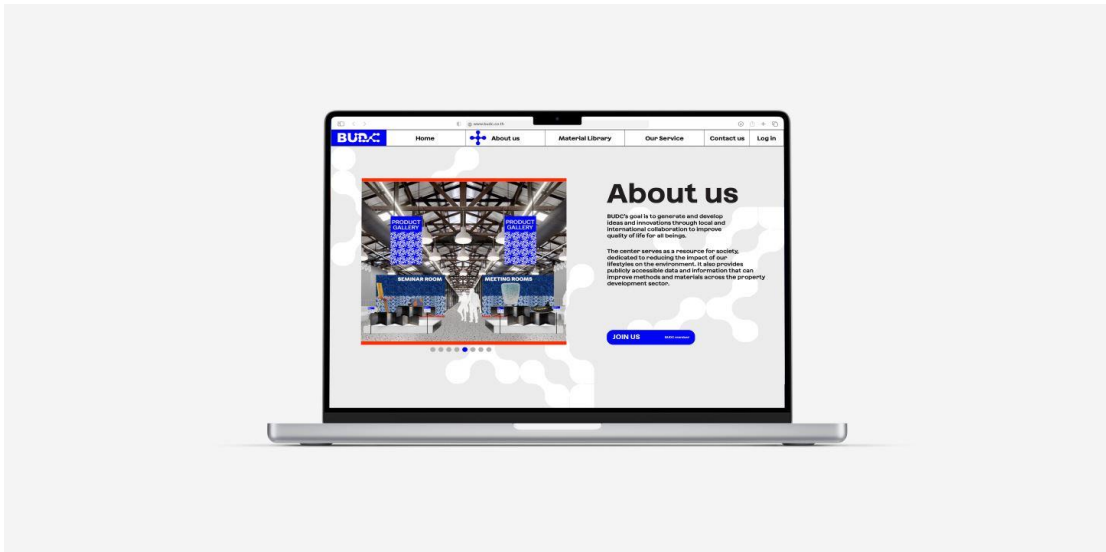 BUDC
Home
About us
Material Library
Our Service
Contact us
Log in
PRODUCT
GALLERY
PRODUCT
GALLERY
SEMINAR ROOM
MEETING ROOMS
About us
BUDC's goal is to generate and develop
ideas and innovations through local and
international collaboration to improve
quality of life for all beings.
The center serves as a resource for society,
dedicated to reducing the impact of our
lifestyles on the environment. It also provides
publicly accessible data and information that can
improve methods and materials across the property
development sector.
JOIN US
BUDC member